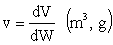 v = dV/dW (m³, g)